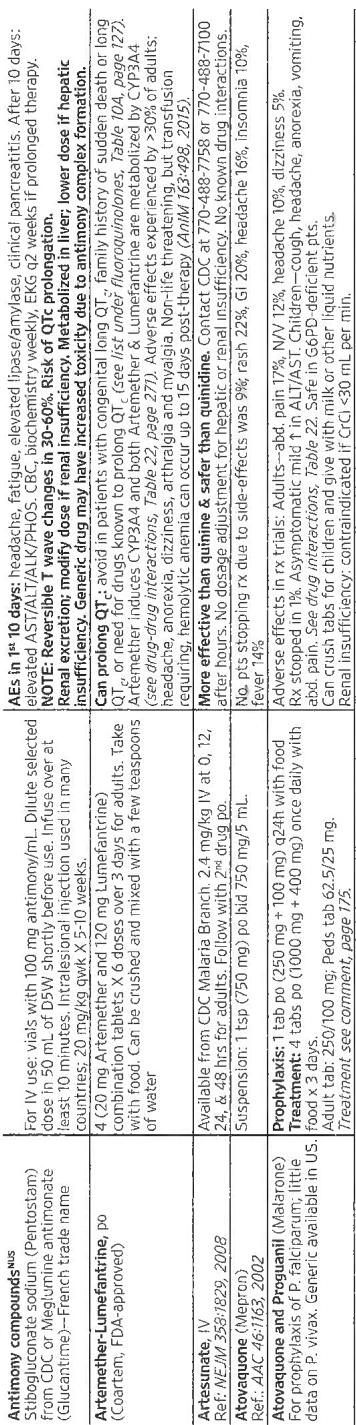 Antimony compounds^NUS
Stibogluconate sodium (Pentostam)
from CDC or Meglumine antimonate
(Glucantime)—French trade name
For IV use: vials with 100 mg antimony/mL. Dilute selected
dose in 50 mL of D5W shortly before use. Infuse over at
least 10 minutes. Intralesional injection used in many
countries; 20 mg/kg qwk X 5-10 weeks.
AEs in 1st 10 days: headache, fatigue, elevated lipase/amylase, clinical pancreatitis. After 10 days:
elevated AST/ALT/ALK/PHOS. CBC, biochemistry weekly, EKG q2 weeks if prolonged therapy.
NOTE: Reversible T wave changes in 30-60%. Risk of QTc prolongation.
Renal excretion; modify dose if renal insufficiency. Metabolized in liver; lower dose if hepatic
insufficiency. Generic drug may have increased toxicity due to antimony complex formation.
Artemether-Lumefantrine, po
(Coartem, FDA-approved)
4 (20 mg Artemether and 120 mg Lumefantrine)
combination tablets X 6 doses over 3 days for adults. Take
with food. Can be crushed and mixed with a few teaspoons
of water
Can prolong QTc: avoid in patients with congenital long QTc, family history of sudden death or long
QTc, or need for drugs known to prolong QTc (see list under fluoroquinolones, Table 10A, page 127).
Artemether induces CYP3A4 and both Artemether & Lumefantrine are metabolized by CYP3A4
(see drug-drug interactions, Table 22, page 271). Adverse effects experienced by >30% of adults:
headache, anorexia, dizziness, arthralgia and myalgia. Non-life threatening, but transfusion
requiring, hemolytic anemia can occur up to 15 days post-therapy (AnIM 163:498, 2015).
Artesunate, IV
Ref: NEJM 358:1829, 2008
Available from CDC Malaria Branch. 2.4 mg/kg IV at 0, 12,
24, & 48 hrs for adults. Follow with 2nd drug po.
More effective than quinine & safer than quinidine. Contact CDC at 770-488-7758 or 770-488-7100
after hours. No dosage adjustment for hepatic or renal insufficiency. No known drug interactions.
Atovaquone (Mepron)
Ref.: AAC 46:1163, 2002
Suspension: 1 tsp (750 mg) po bid 750 mg/5 mL.
No. pts stopping rx due to side-effects was 9%; rash 22%, GI 20%, headache 16%, insomnia 10%,
fever 14%
Atovaquone and Proguanil (Malarone)
For prophylaxis of P. falciparum; little
data on P. vivax. Generic available in US.
Prophylaxis: 1 tab po (250 mg + 100 mg) q24h with food
Treatment: 4 tabs po (1000 mg + 400 mg) once daily with
food x 3 days.
Adult tab: 250/100 mg; Peds tab 62.5/25 mg.
Treatment see comment, page 175.
Adverse effects in rx trials: Adults—abd. pain 17%, N/V 12%, headache 10%, dizziness 5%.
Rx stopped in 1%. Asymptomatic mild ↑ in ALT/AST. Children—cough, headache, anorexia, vomiting,
abd. pain. See drug interactions, Table 22. Safe in G6PD-deficient pts.
Can crush tabs for children and give with milk or other liquid nutrients.
Renal insufficiency: contraindicated if CrCl <30 mL per min.